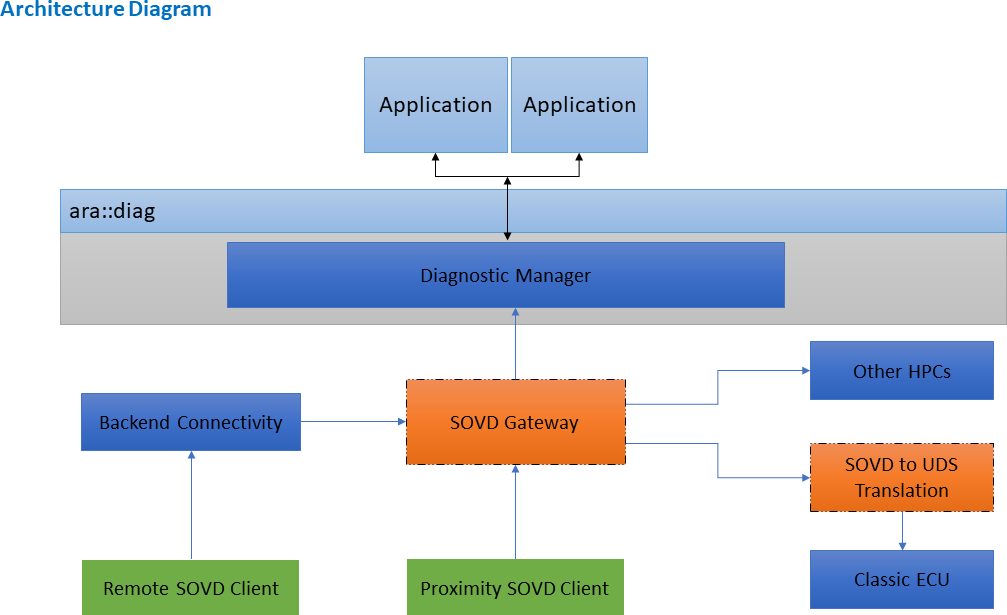 Architecture Diagram
Application
Application
ara::diag
Diagnostic Manager
Other HPCs
Backend Connectivity
SOVD Gateway
SOVD to UDS
Translation
Remote SOVD Client
Proximity SOVD Client
Classic ECU